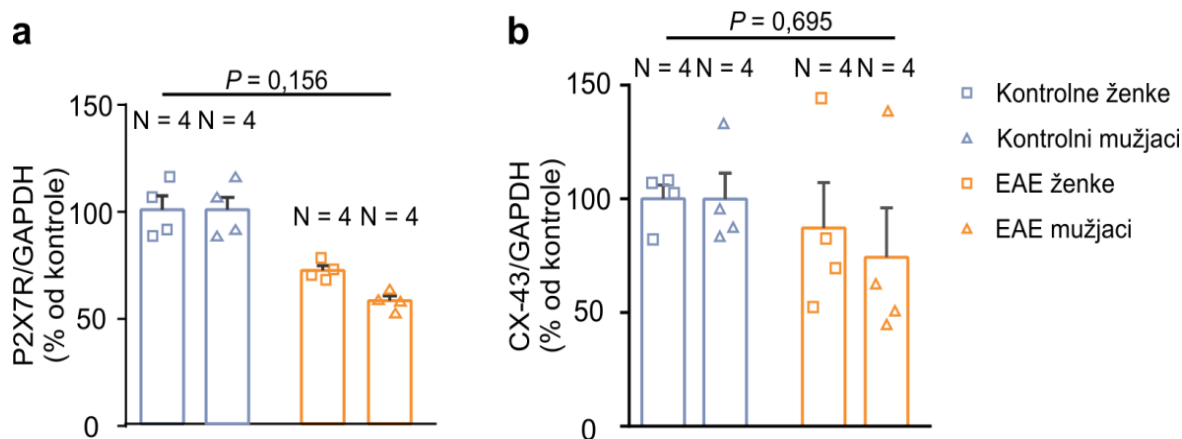 a
P = 0,156
N = 4 N = 4
N = 4 N = 4
150
100
50
0
P2X7R/GAPDH
(% od kontrole)
b
P = 0,695
N = 4 N = 4
N = 4 N = 4
150
100
50
0
CX-43/GAPDH
(% od kontrole)
Kontrolne ženke
Kontrolni mužjaci
EAE ženke
EAE mužjaci